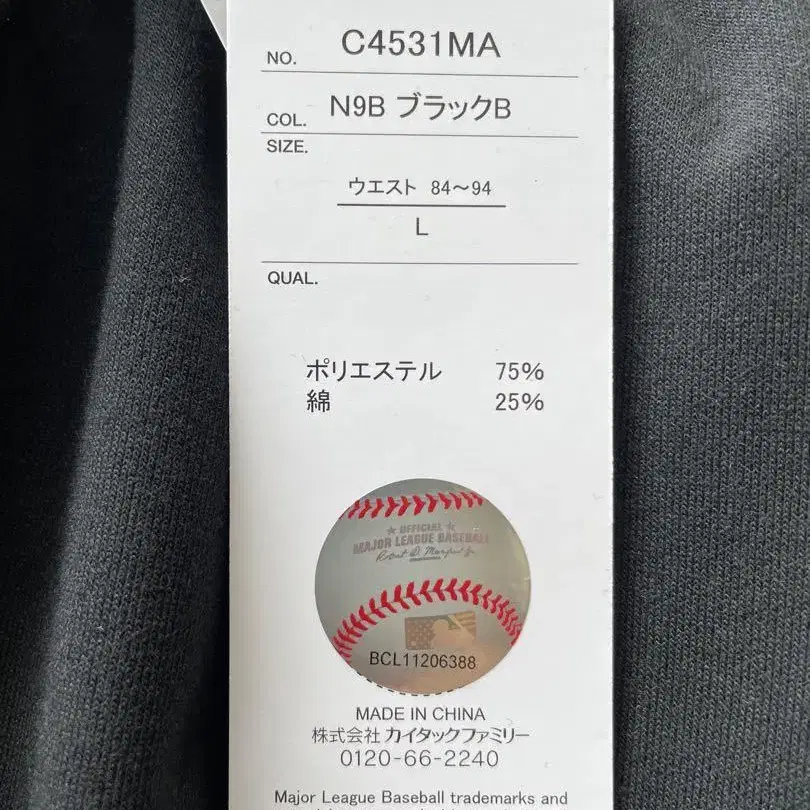 NO. C4531MA
COL. N9B ブラックB
SIZE.
ウエスト 84～94
L
QUAL.
ポリエステル 75%
綿 25%
★ OFFICIAL ★
MAJOR LEAGUE BASEBALL
BCL11206388
MADE IN CHINA
株式会社 カイタックファミリー
0120-66-2240
Major League Baseball trademarks and